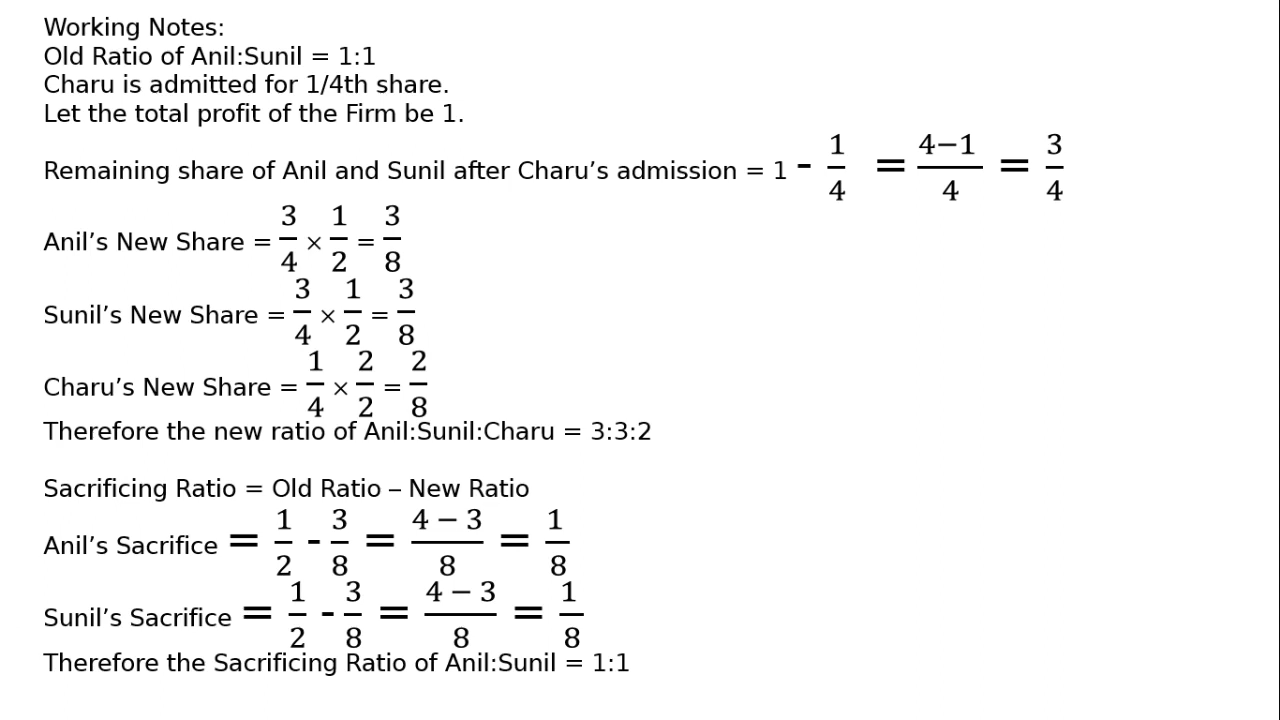 Working Notes:
Old Ratio of Anil:Sunil = 1:1
Charu is admitted for 1/4th share.
Let the total profit of the Firm be 1.
Remaining share of Anil and Sunil after Charu’s admission = 1 - 1/4 = 4−1/4 = 3/4
Anil’s New Share = 3/4 × 1/2 = 3/8
Sunil’s New Share = 3/4 × 1/2 = 3/8
Charu’s New Share = 1/4 × 2/2 = 2/8
Therefore the new ratio of Anil:Sunil:Charu = 3:3:2
Sacrificing Ratio = Old Ratio – New Ratio
Anil’s Sacrifice = 1/2 - 3/8 = 4 − 3/8 = 1/8
Sunil’s Sacrifice = 1/2 - 3/8 = 4 − 3/8 = 1/8
Therefore the Sacrificing Ratio of Anil:Sunil = 1:1